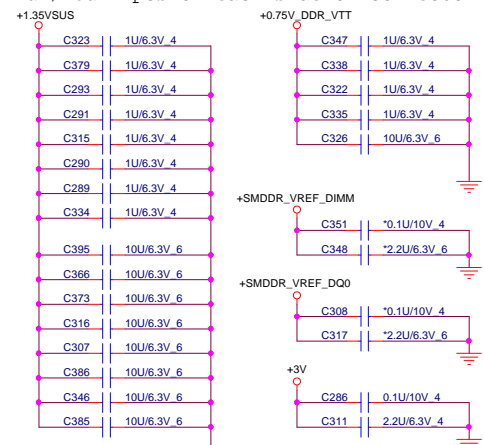 +1.35VSUS
C323 1U/6.3V_4
C379 1U/6.3V_4
C293 1U/6.3V_4
C291 1U/6.3V_4
C315 1U/6.3V_4
C290 1U/6.3V_4
C289 1U/6.3V_4
C334 1U/6.3V_4
C395 10U/6.3V_6
C366 10U/6.3V_6
C373 10U/6.3V_6
C316 10U/6.3V_6
C307 10U/6.3V_6
C386 10U/6.3V_6
C346 10U/6.3V_6
C385 10U/6.3V_6
+0.75V_DDR_VTT
C347 1U/6.3V_4
C338 1U/6.3V_4
C322 1U/6.3V_4
C335 1U/6.3V_4
C326 10U/6.3V_6
+SMDDR_VREF_DIMM
C351 *0.1U/10V_4
C348 *2.2U/6.3V_6
+SMDDR_VREF_DQ0
C308 *0.1U/10V_4
C317 *2.2U/6.3V_6
+3V
C286 0.1U/10V_4
C311 2.2U/6.3V_4